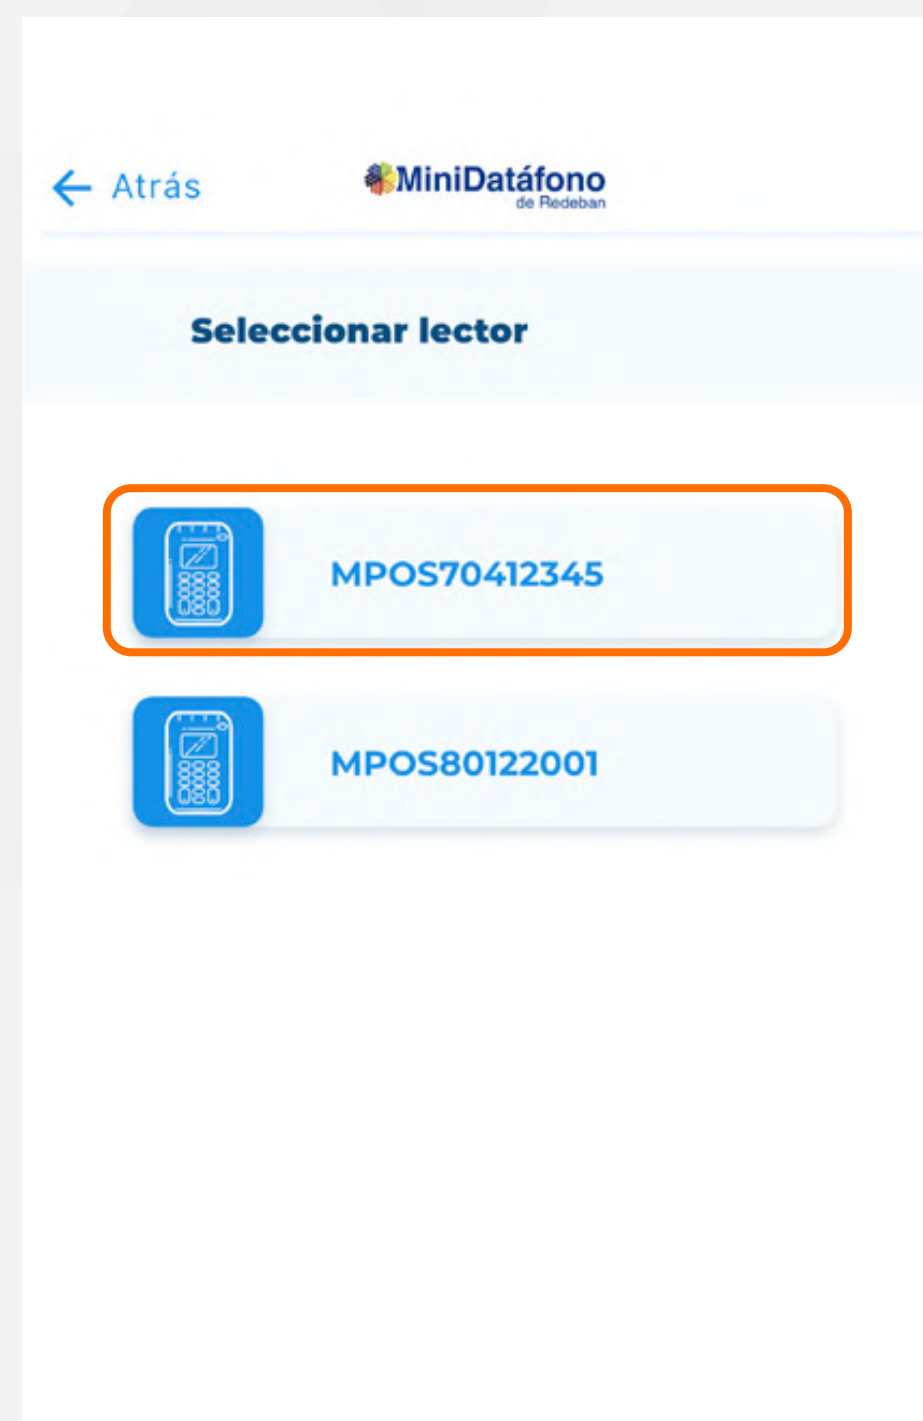 ← Atrás
MiniDatáfono
de Redeban
Seleccionar lector
MPOS70412345
MPOS80122001